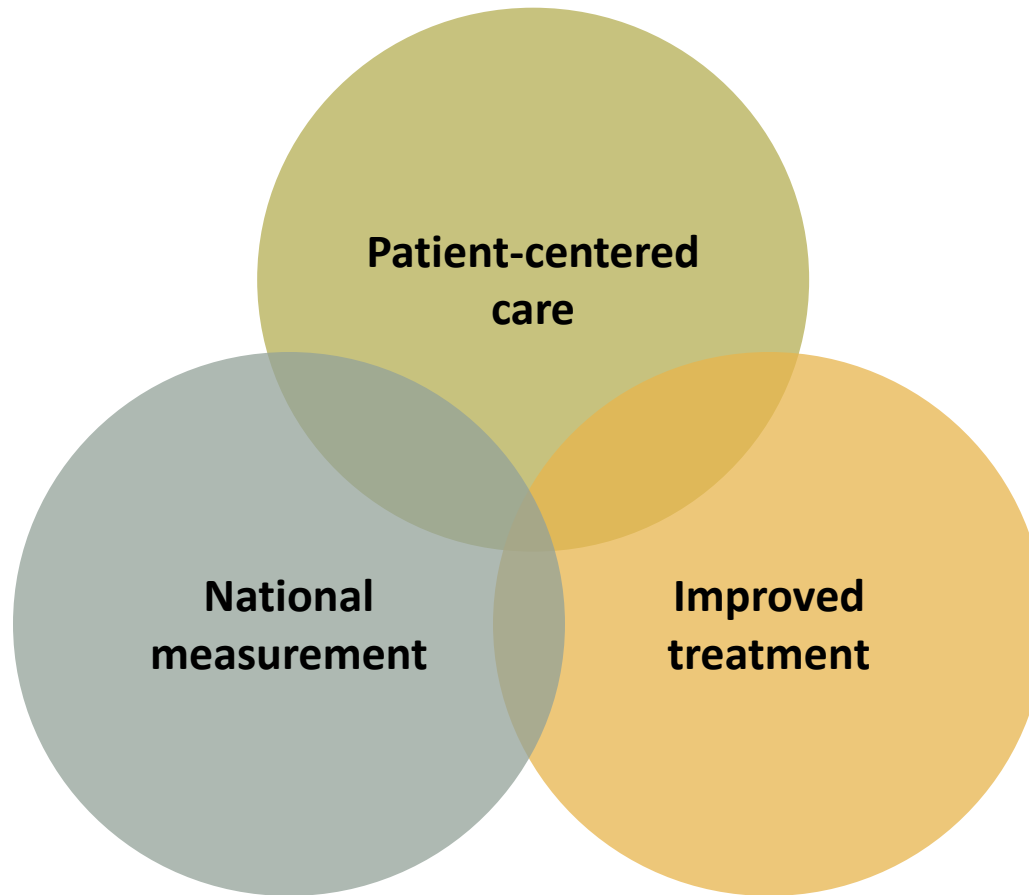 Patient-centered
care
National
measurement
Improved
treatment